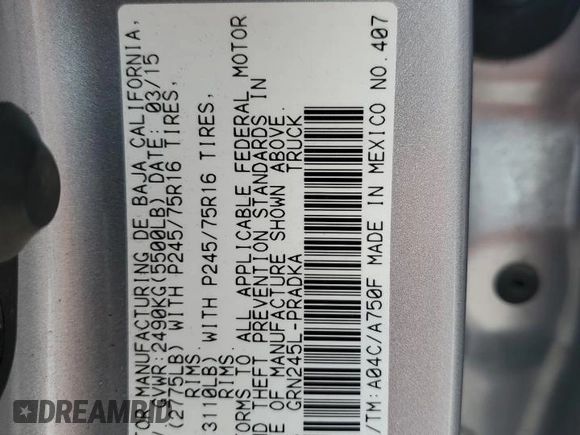 MANUFACTURING DE BAJA CALIFORNIA,
GVWR: 2490KG(5500LB) DATE: 03/15
(2775LB) WITH P245/75R16 TIRES,
RIMS
3110LB) WITH P245/75R16 TIRES,
RIMS.
TO ALL APPLICABLE FEDERAL MOTOR
THEFT PREVENTION STANDARDS IN
OF MANUFACTURE SHOWN ABOVE.
GRN245L-PRADKA TRUCK
/TM:A04C/A750F MADE IN MEXICO NO.407
DREAMBID